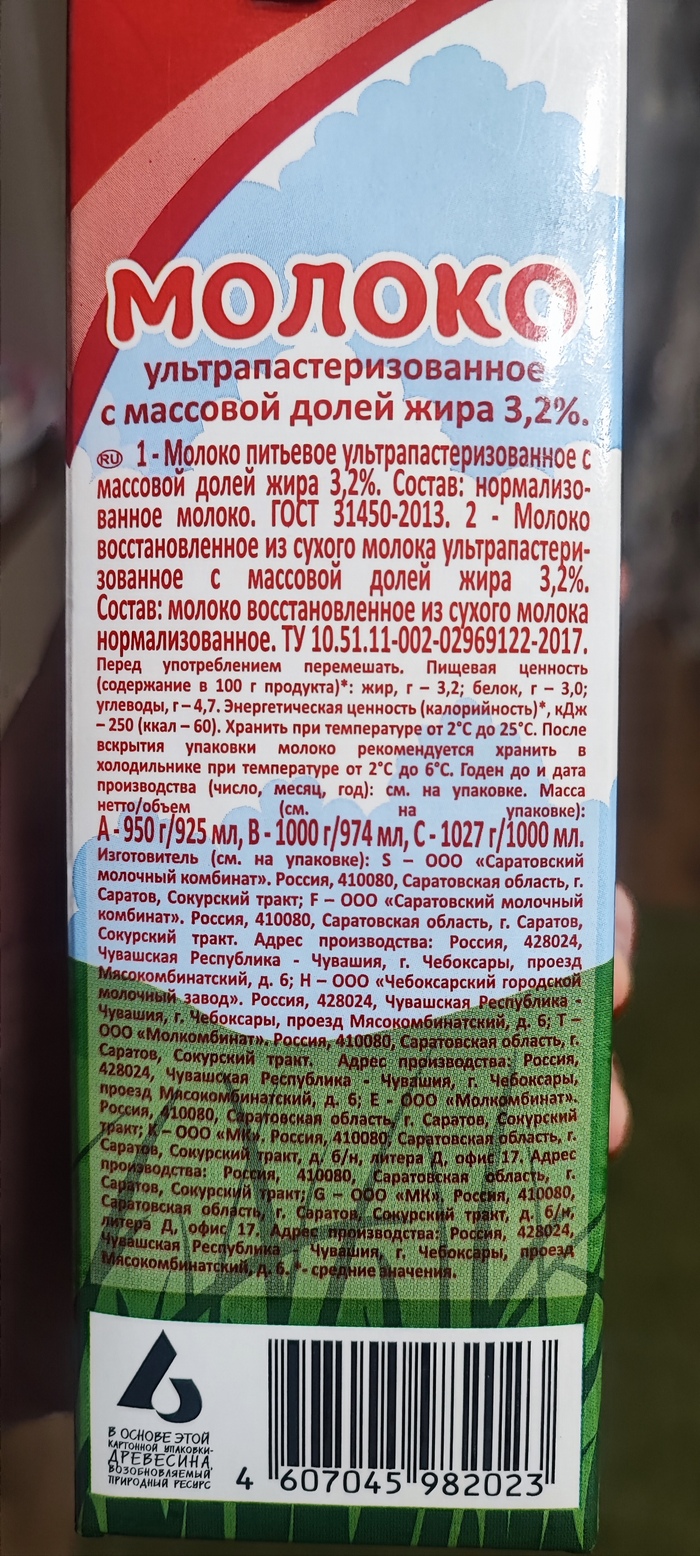 МОЛОКО
ультрапастеризованное
с массовой долей жира 3,2%.
RU 1 - Молоко питьевое ультрапастеризованное с
массовой долей жира 3,2%. Состав: нормализо-
ванное молоко. ГОСТ 31450-2013. 2 - Молоко
восстановленное из сухого молока ультрапастери-
зованное с массовой долей жира 3,2%.
Состав: молоко восстановленное из сухого молока
нормализованное. ТУ 10.51.11-002-02969122-2017.
Перед употреблением перемешать. Пищевая ценность
(содержание в 100 г продукта)*: жир, г – 3,2; белок, г – 3,0;
углеводы, г – 4,7. Энергетическая ценность (калорийность)*, кДж
– 250 (ккал – 60). Хранить при температуре от 2°С до 25°С. После
вскрытия упаковки молоко рекомендуется хранить в
холодильнике при температуре от 2°С до 6°С. Годен до и дата
производства (число, месяц, год): см. на упаковке. Масса
нетто/объем (см. на упаковке):
А - 950 г/925 мл, В - 1000 г/974 мл, С - 1027 г/1000 мл.
Изготовитель (см. на упаковке): S – ООО «Саратовский
молочный комбинат». Россия, 410080, Саратовская область, г.
Саратов, Сокурский тракт; F – ООО «Саратовский молочный
комбинат». Россия, 410080, Саратовская область, г. Саратов,
Сокурский тракт. Адрес производства: Россия, 428024,
Чувашская Республика - Чувашия, г. Чебоксары, проезд
Мясокомбинатский, д. 6; Н – ООО «Чебоксарский городской
молочный завод». Россия, 428024, Чувашская Республика -
Чувашия, г. Чебоксары, проезд Мясокомбинатский, д. 6; Т –
ООО «Молкомбинат». Россия, 410080, Саратовская область, г.
Саратов, Сокурский тракт. Адрес производства: Россия,
428024, Чувашская Республика - Чувашия, г. Чебоксары,
проезд Мясокомбинатский, д. 6; Е - ООО «Молкомбинат».
Россия, 410080, Саратовская область, г. Саратов, Сокурский
тракт; К – ООО «МК». Россия, 410080, Саратовская область, г.
Саратов, Сокурский тракт, д. б/н, литера Д, офис 17. Адрес
производства: Россия, 410080, Саратовская область, г.
Саратов, Сокурский тракт; G – ООО «МК». Россия, 410080,
Саратовская область, г. Саратов, Сокурский тракт, д. б/н,
литера Д, офис 17. Адрес производства: Россия, 428024,
Чувашская Республика - Чувашия, г. Чебоксары, проезд
Мясокомбинатский, д. 6. *- средние значения.
В ОСНОВЕ ЭТОЙ
КАРТОННОЙ УПАКОВКИ-
ДРЕВЕСИНА,
ВОЗОБНОВЛЯЕМЫЙ
ПРИРОДНЫЙ РЕСУРС
4 607045 982023